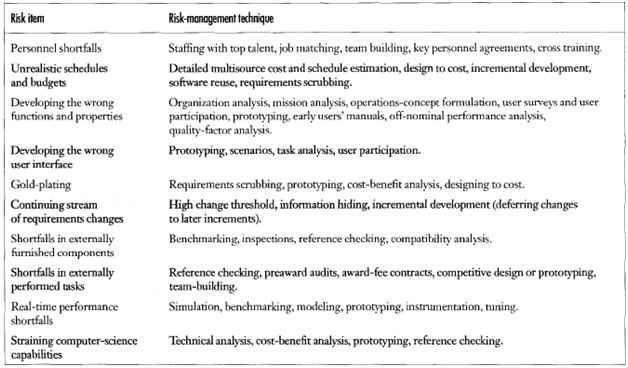 Risk item Risk-management technique
Personnel shortfalls Staffing with top talent, job matching, team building, key personnel agreements, cross training.
Unrealistic schedules Detailed multisource cost and schedule estimation, design to cost, incremental development,
and budgets software reuse, requirements scrubbing.
Developing the wrong Organization analysis, mission analysis, operations-concept formulation, user surveys and user
functions and properties participation, prototyping, early users' manuals, off-nominal performance analysis,
quality-factor analysis.
Developing the wrong Prototyping, scenarios, task analysis, user participation.
user interface
Gold-plating Requirements scrubbing, prototyping, cost-benefit analysis, designing to cost.
Continuing stream High change threshold, information hiding, incremental development (deferring changes
of requirements changes to later increments).
Shortfalls in externally Benchmarking, inspections, reference checking, compatibility analysis.
furnished components
Shortfalls in externally Reference checking, preaward audits, award-fee contracts, competitive design or prototyping,
performed tasks team-building.
Real-time performance Simulation, benchmarking, modeling, prototyping, instrumentation, tuning.
shortfalls
Straining computer-science Technical analysis, cost-benefit analysis, prototyping, reference checking.
capabilities